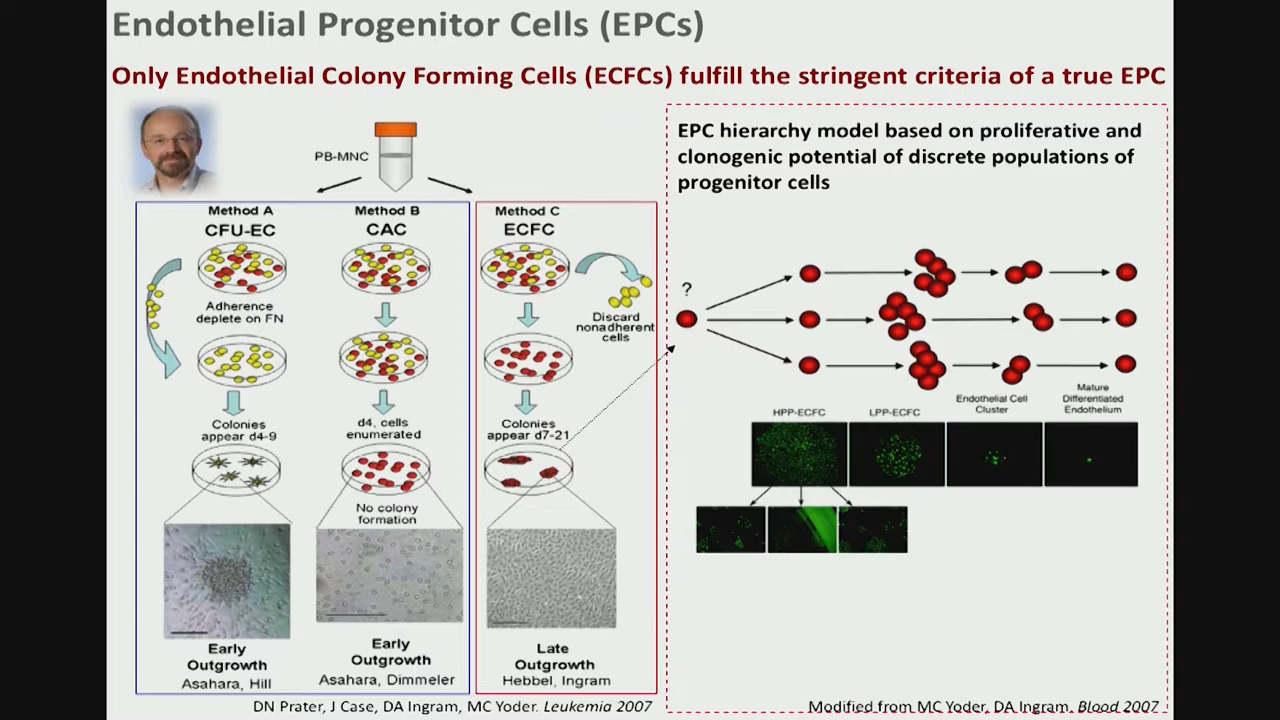 Endothelial Progenitor Cells (EPCs)
Only Endothelial Colony Forming Cells (ECFCs) fulfill the stringent criteria of a true EPC
PB-MNC
Method A
CFU-EC
Adherence
deplete on FN
Colonies
appear d4-9
Early
Outgrowth
Asahara, Hill
Method B
CAC
d4, cells
enumerated
No colony
formation
Early
Outgrowth
Asahara, Dimmeler
Method C
ECFC
Discard
nonadherent
cells
Colonies
appear d7-21
Late
Outgrowth
Hebbel, Ingram
DN Prater, J Case, DA Ingram, MC Yoder. Leukemia 2007
EPC hierarchy model based on proliferative and
clonogenic potential of discrete populations of
progenitor cells
?
HPP-ECFC
LPP-ECFC
Endothelial Cell
Cluster
Mature
Differentiated
Endothelium
Modified from MC Yoder, DA Ingram. Blood 2007